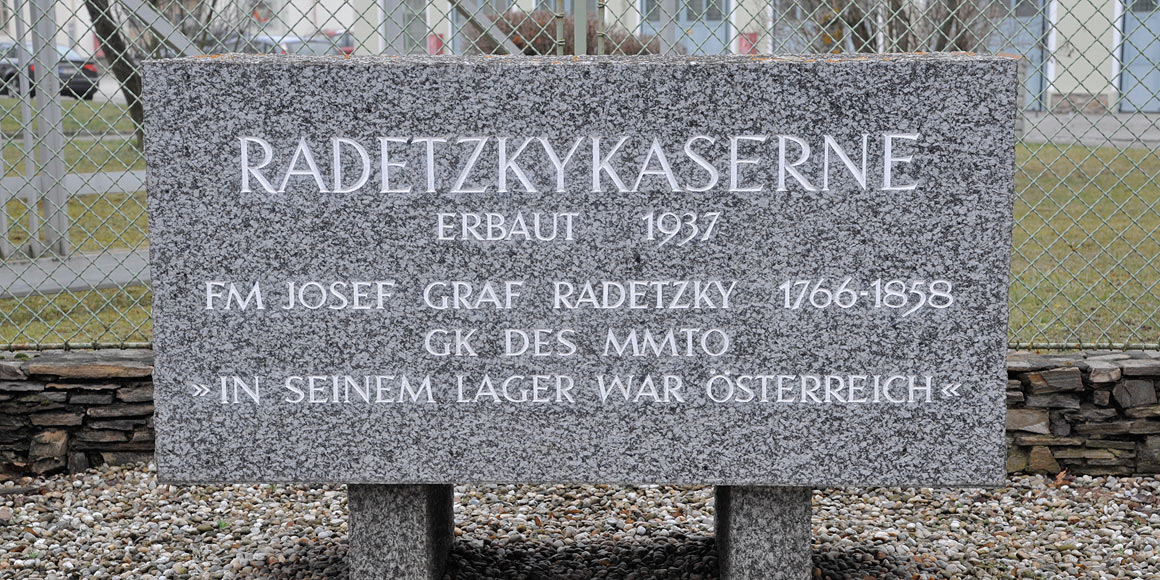 RADETZKYKASERNE
ERBAUT 1937
FM JOSEF GRAF RADETZKY 1766-1858
GK DES MMTO
»IN SEINEM LAGER WAR ÖSTERREICH«